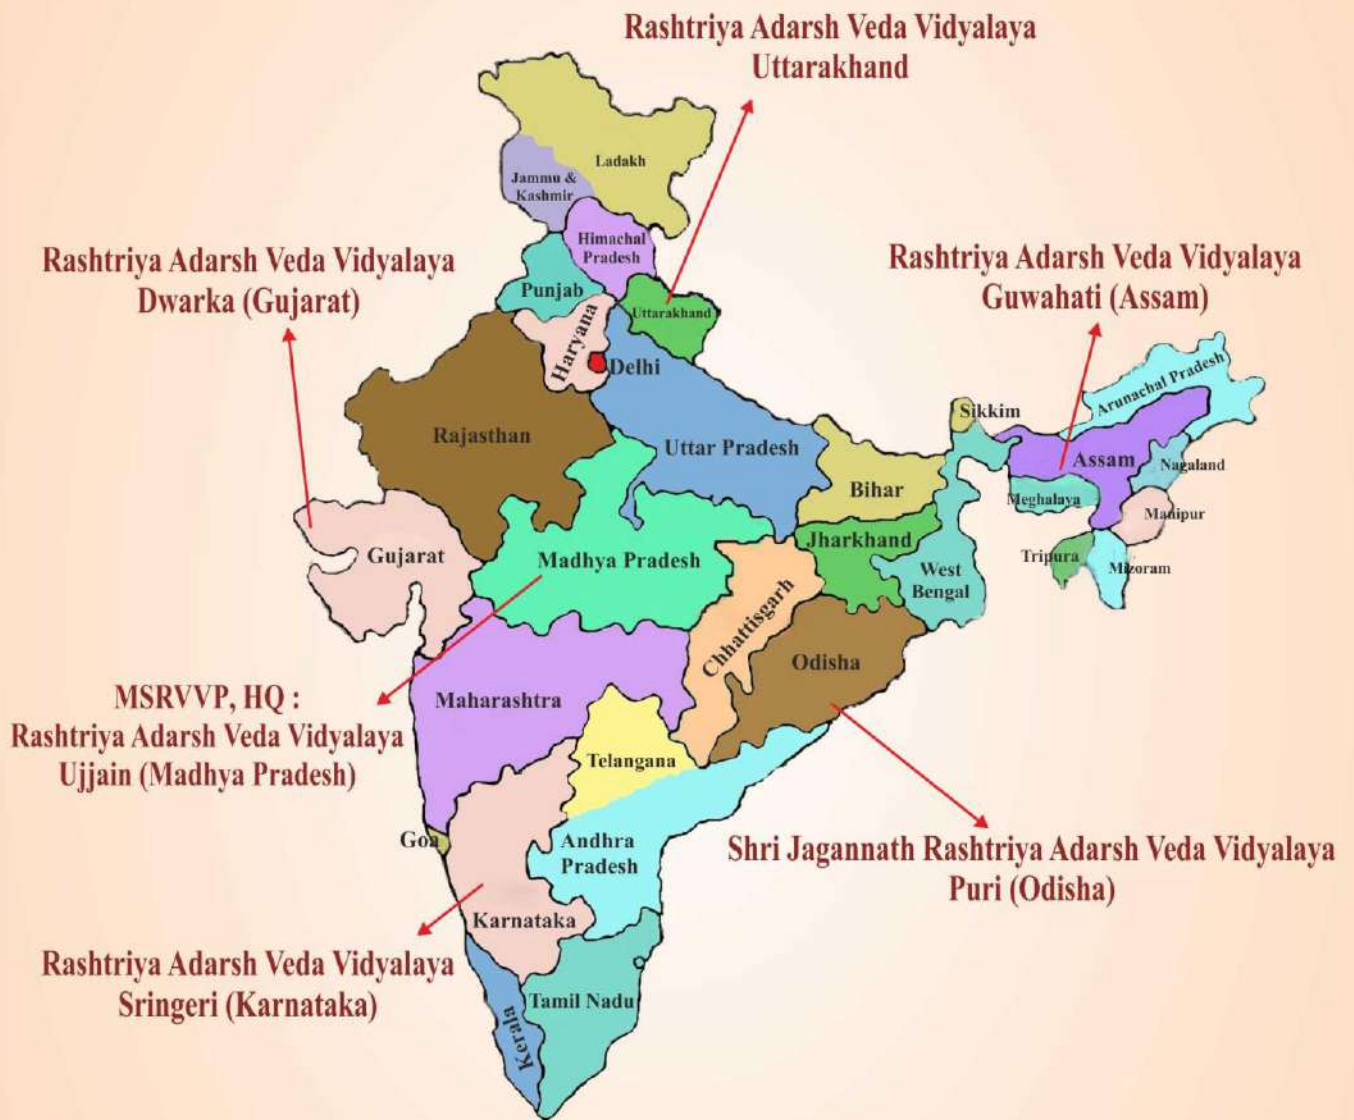 Rashtriya Adarsh Veda Vidyalaya
Uttarakhand
Ladakh
Jammu &
Kashmir
Himachal
Pradesh
Rashtriya Adarsh Veda Vidyalaya
Dwarka (Gujarat)
Rashtriya Adarsh Veda Vidyalaya
Guwahati (Assam)
Punjab
Uttarakhand
Haryana
Delhi
Arunachal Pradesh
Sikkim
Rajasthan
Uttar Pradesh
Assam
Nagaland
Bihar
Meghalaya
Manipur
Jharkhand
Gujarat
Madhya Pradesh
Tripura
Mizoram
West
Bengal
Chhattisgarh
Odisha
MSRVVP, HQ :
Rashtriya Adarsh Veda Vidyalaya
Ujjain (Madhya Pradesh)
Maharashtra
Telangana
Goa
Andhra
Pradesh
Shri Jagannath Rashtriya Adarsh Veda Vidyalaya
Puri (Odisha)
Karnataka
Rashtriya Adarsh Veda Vidyalaya
Sringeri (Karnataka)
Tamil Nadu
Kerala